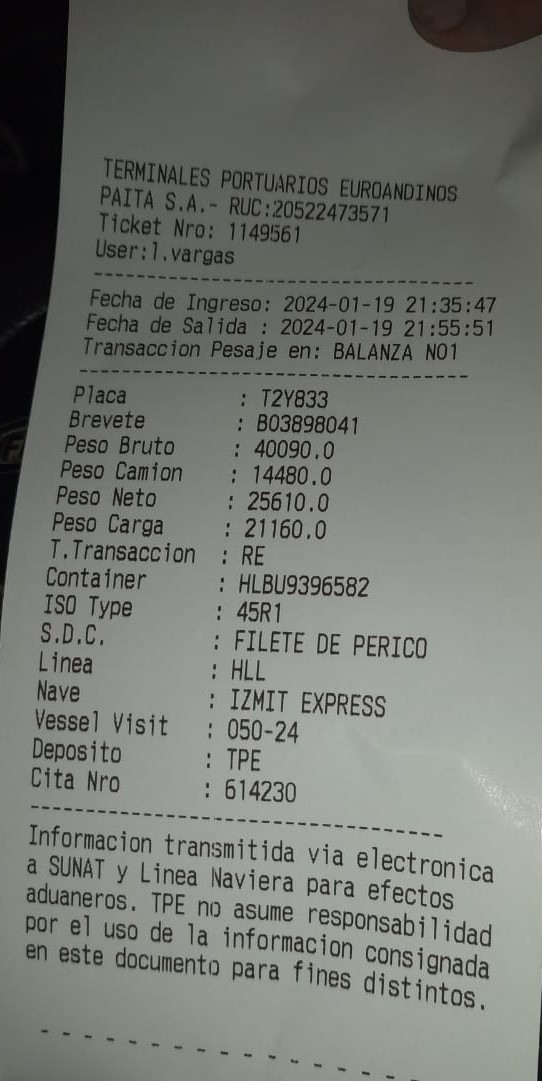 TERMINALES PORTUARIOS EUROANDINOS
PAITA S.A.- RUC:20522473571
Ticket Nro: 1149561
User:l.vargas
Fecha de Ingreso: 2024-01-19 21:35:47
Fecha de Salida : 2024-01-19 21:55:51
Transaccion Pesaje en: BALANZA NO1
Placa : T2Y833
Brevete : B03898041
Peso Bruto : 40090.0
Peso Camion : 14480.0
Peso Neto : 25610.0
Peso Carga : 21160.0
T.Transaccion : RE
Container : HLBU9396582
ISO Type : 45R1
S.D.C. : FILETE DE PERICO
Linea : HLL
Nave : IZMIT EXPRESS
Vessel Visit : 050-24
Deposito : TPE
Cita Nro : 614230
Informacion transmitida via electronica
a SUNAT y Linea Naviera para efectos
aduaneros. TPE no asume responsabilidad
por el uso de la informacion consignada
en este documento para fines distintos.